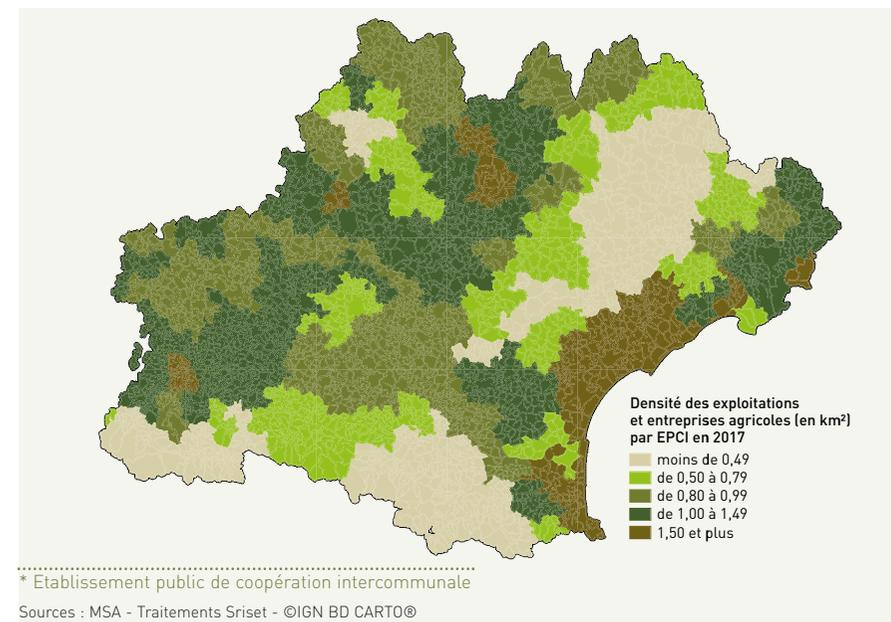 Densité des exploitations
et entreprises agricoles (en km²)
par EPCI en 2017
moins de 0,49
de 0,50 à 0,79
de 0,80 à 0,99
de 1,00 à 1,49
1,50 et plus
* Etablissement public de coopération intercommunale
Sources : MSA - Traitements Sriset - ©IGN BD CARTO®